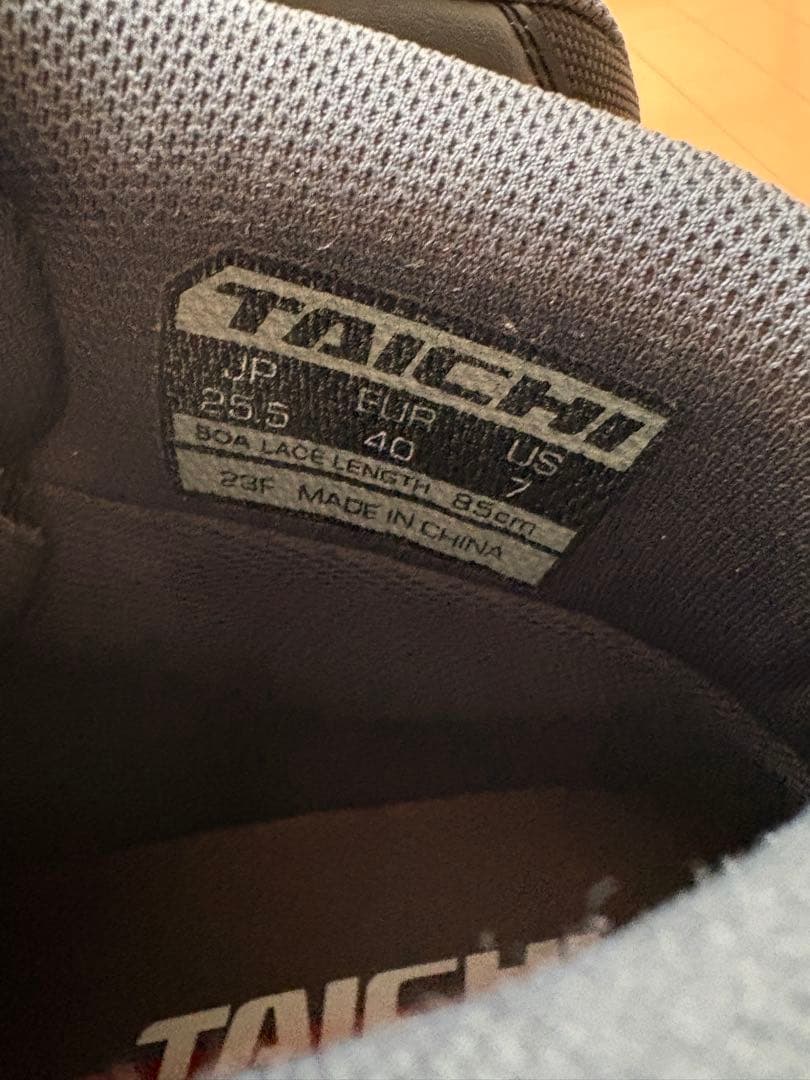 TAICHI
JP EUR US
25.5 40 7
BOA LACE LENGTH 85cm
23F MADE IN CHINA
TAICHI